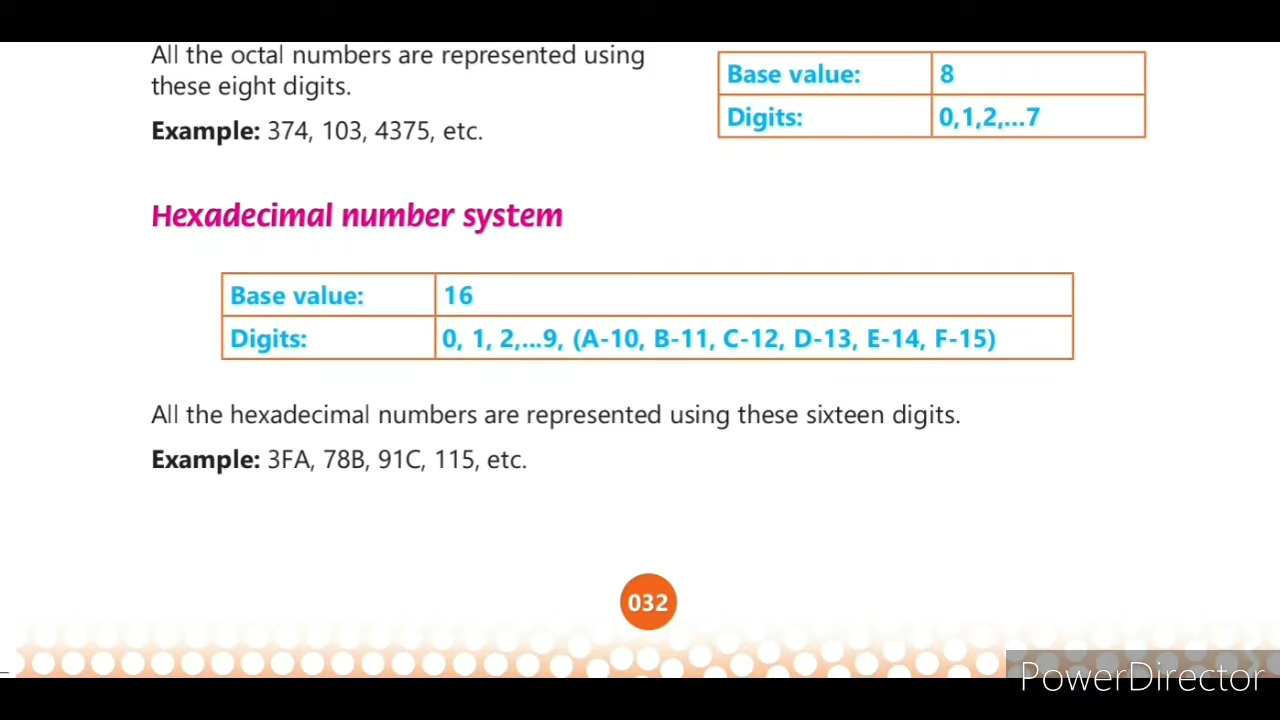 All the octal numbers are represented using
these eight digits.
Example: 374, 103, 4375, etc.
Base value: 8
Digits: 0,1,2,...7
Hexadecimal number system
Base value: 16
Digits: 0, 1, 2,...9, (A-10, B-11, C-12, D-13, E-14, F-15)
All the hexadecimal numbers are represented using these sixteen digits.
Example: 3FA, 78B, 91C, 115, etc.
032
PowerDirector